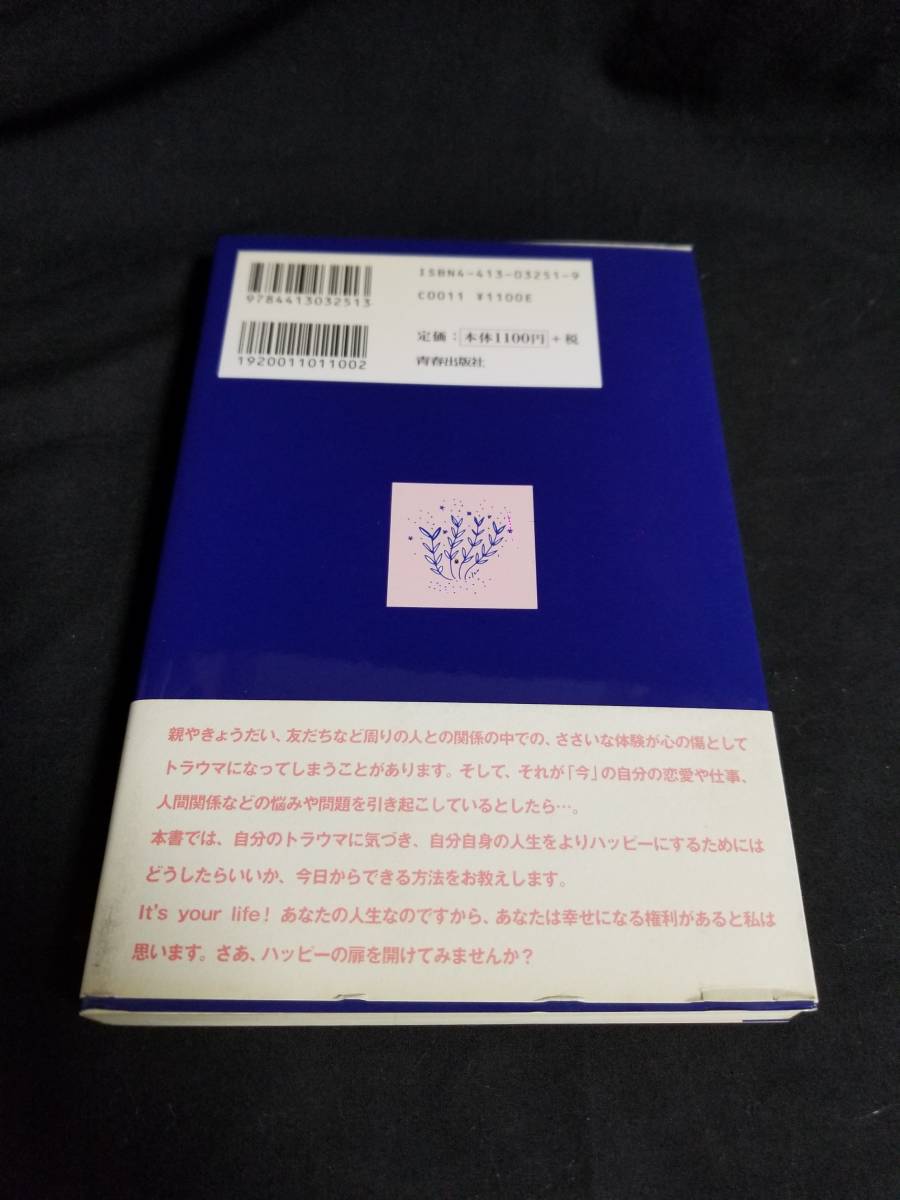 9784413032513
1920011011002
ISBN4-413-03251-9
C0011 ¥1100E
定価：本体1100円＋税
青春出版社
親やきょうだい、友だちなど周りの人との関係の中での、ささいな体験が心の傷として
トラウマになってしまうことがあります。そして、それが「今」の自分の恋愛や仕事、
人間関係などの悩みや問題を引き起こしているとしたら…。
本書では、自分のトラウマに気づき、自分自身の人生をよりハッピーにするためには
どうしたらいいか、今日からできる方法をお教えします。
It's your life! あなたの人生なのですから、あなたは幸せになる権利があると私は
思います。さあ、ハッピーの扉を開けてみませんか？